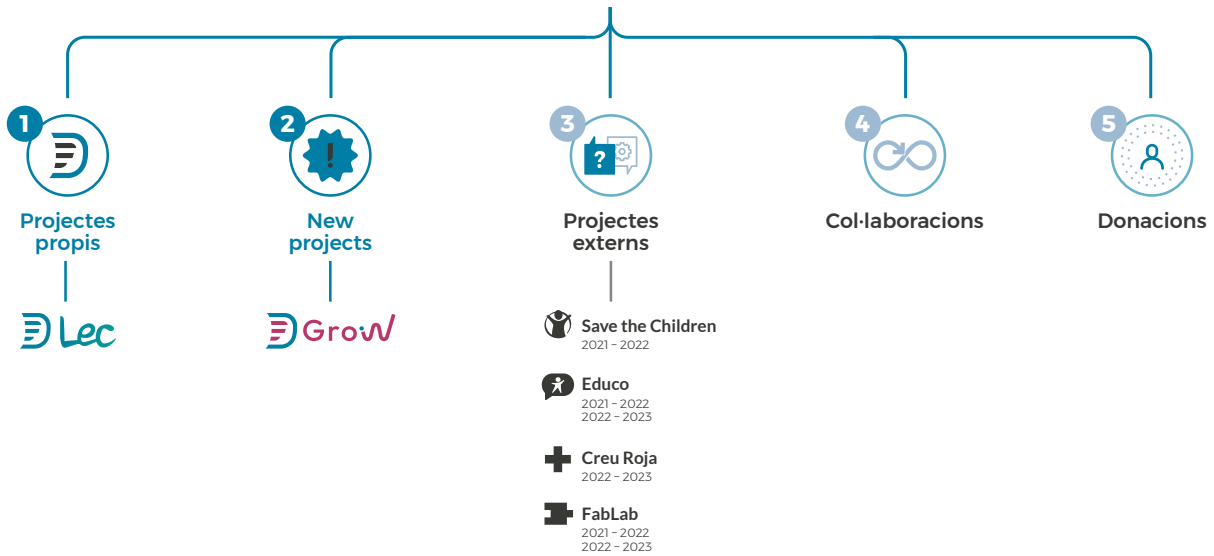 1
Projectes
propis
D Lec
2
!
New
projects
D GroW
3
?
Projectes
externs
Save the Children
2021 – 2022
Educo
2021 – 2022
2022 – 2023
Creu Roja
2022 – 2023
FabLab
2021 – 2022
2022 – 2023
4
Col·laboracions
5
Donacions